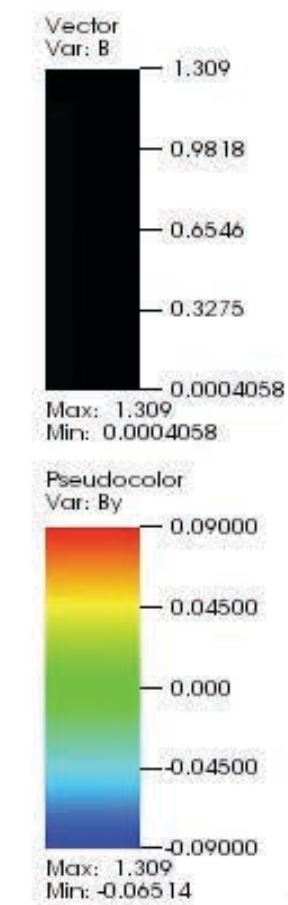 Vector
Var: B
1.309
0.9818
0.6546
0.3275
0.0004058
Max: 1.309
Min: 0.0004058
Pseudocolor
Var: By
0.09000
0.04500
0.000
-0.04500
-0.09000
Max: 1.309
Min: -0.06514